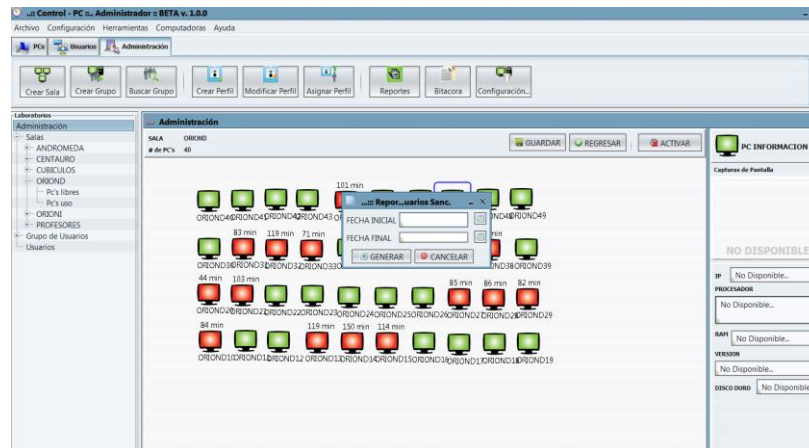 ..:: Control - PC ::.. Administrador :: BETA v. 1.0.0
Archivo Configuración Herramientas Computadoras Ayuda
PCs Usuarios Administración
Crear Sala Crear Grupo Buscar Grupo Crear Perfil Modificar Perfil Asignar Perfil Reportes Bitacora Configuración...
Laboratorios
Administración
Salas
ANDROMEDA
CENTAURO
CUBICULOS
ORIOND
Pc's libres
Pc's uso
ORIONI
PROFESORES
Grupo de Usuarios
Usuarios
Administración
SALA ORIOND
# de PC's 40
GUARDAR REGRESAR ACTIVAR
101 min
ORIOND40 ORIOND41 ORIOND42 ORIOND43 ORIOND49
83 min 119 min 71 min
ORIOND30 ORIOND31 ORIOND32 ORIOND33 ORIOND38 ORIOND39
44 min 103 min 85 min 86 min 82 min
ORIOND20 ORIOND21 ORIOND22 ORIOND23 ORIOND24 ORIOND25 ORIOND26 ORIOND27 ORIOND28 ORIOND29
84 min 119 min 150 min 114 min
ORIOND10 ORIOND11 ORIOND12 ORIOND13 ORIOND14 ORIOND15 ORIOND16 ORIOND17 ORIOND18 ORIOND19
...::: Repor...uarios Sanc.
FECHA INICIAL
FECHA FINAL
GENERAR CANCELAR
PC INFORMACION
Capturas de Pantalla
NO DISPONIBLE
IP No Disponible..
PROCESADOR
No Disponible...
RAM No Disponible...
VERSION
No Disponible...
DISCO DURO No Disponible